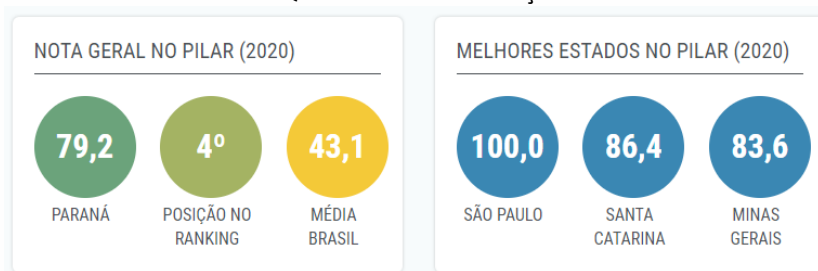 NOTA GERAL NO PILAR (2020)
79,2
4º
43,1
PARANÁ
POSIÇÃO NO
RANKING
MÉDIA
BRASIL
MELHORES ESTADOS NO PILAR (2020)
100,0
86,4
83,6
SÃO PAULO
SANTA
CATARINA
MINAS
GERAIS